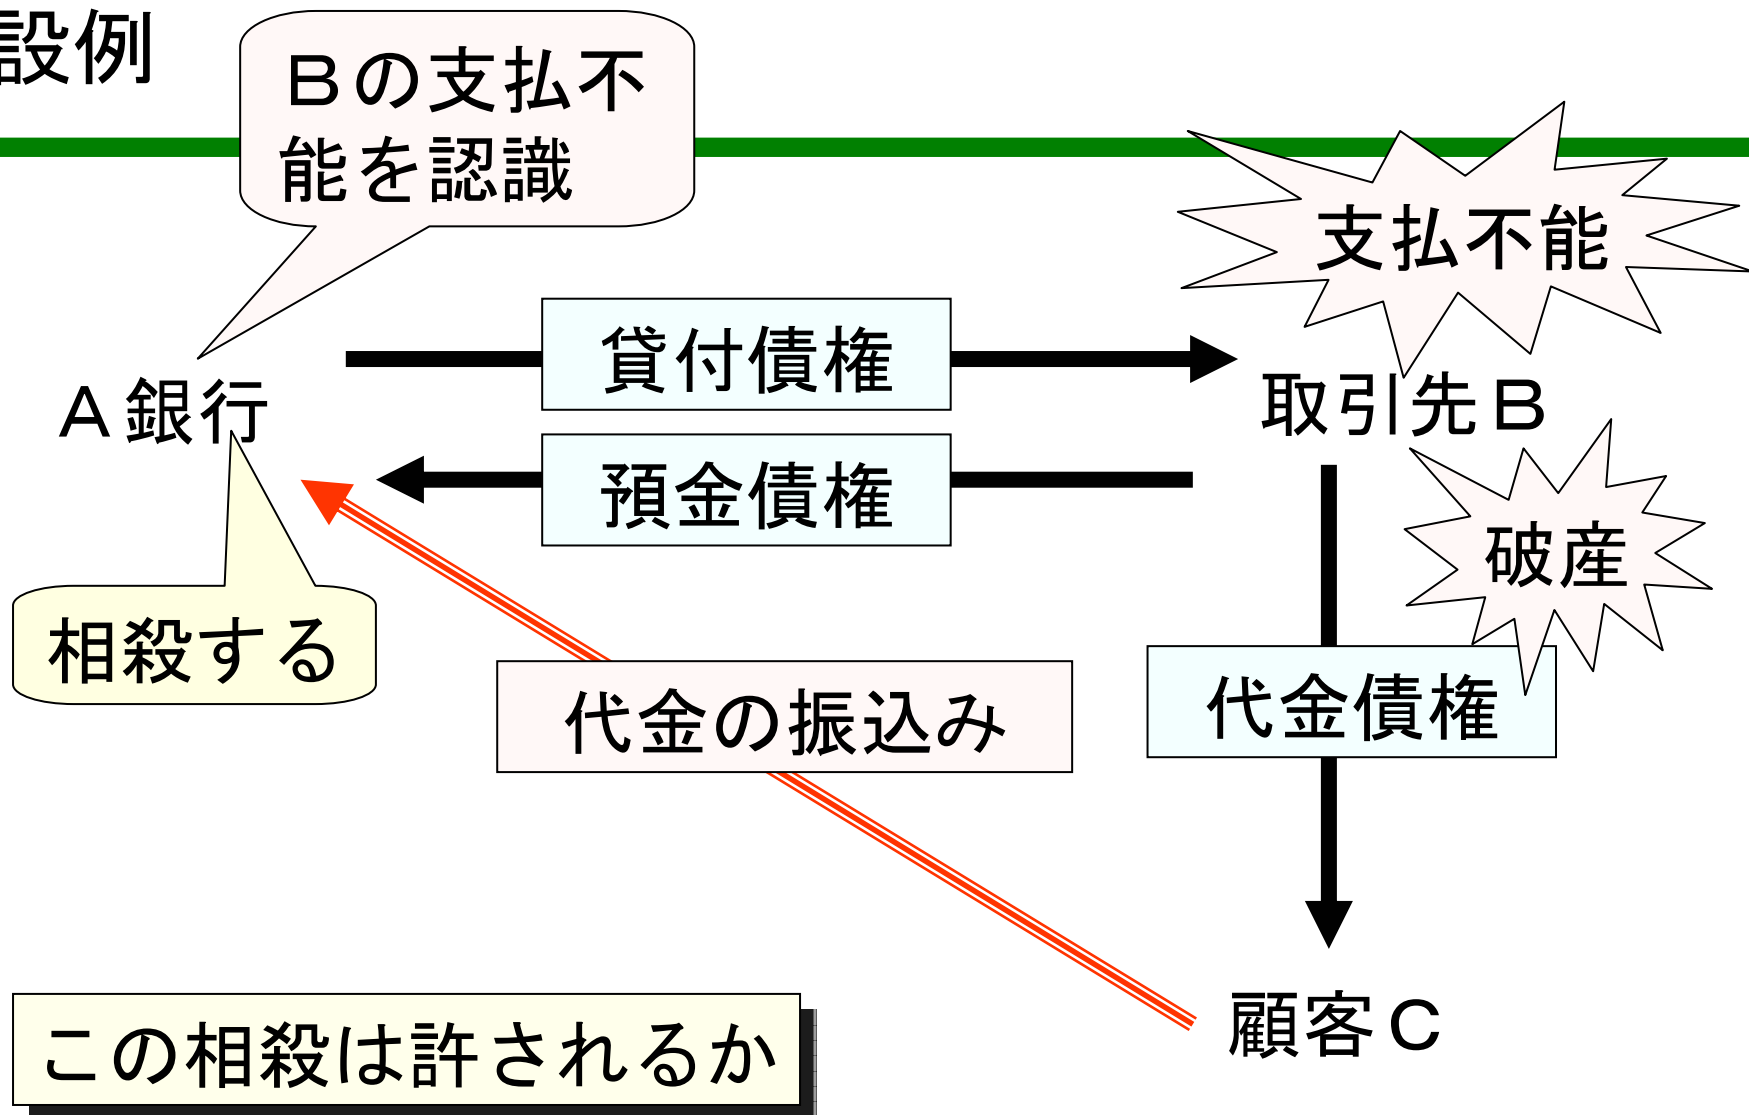 設例
Ｂの支払不
能を認識
支払不能
貸付債権
Ａ銀行
取引先Ｂ
預金債権
破産
相殺する
代金の振込み
代金債権
顧客Ｃ
この相殺は許されるか